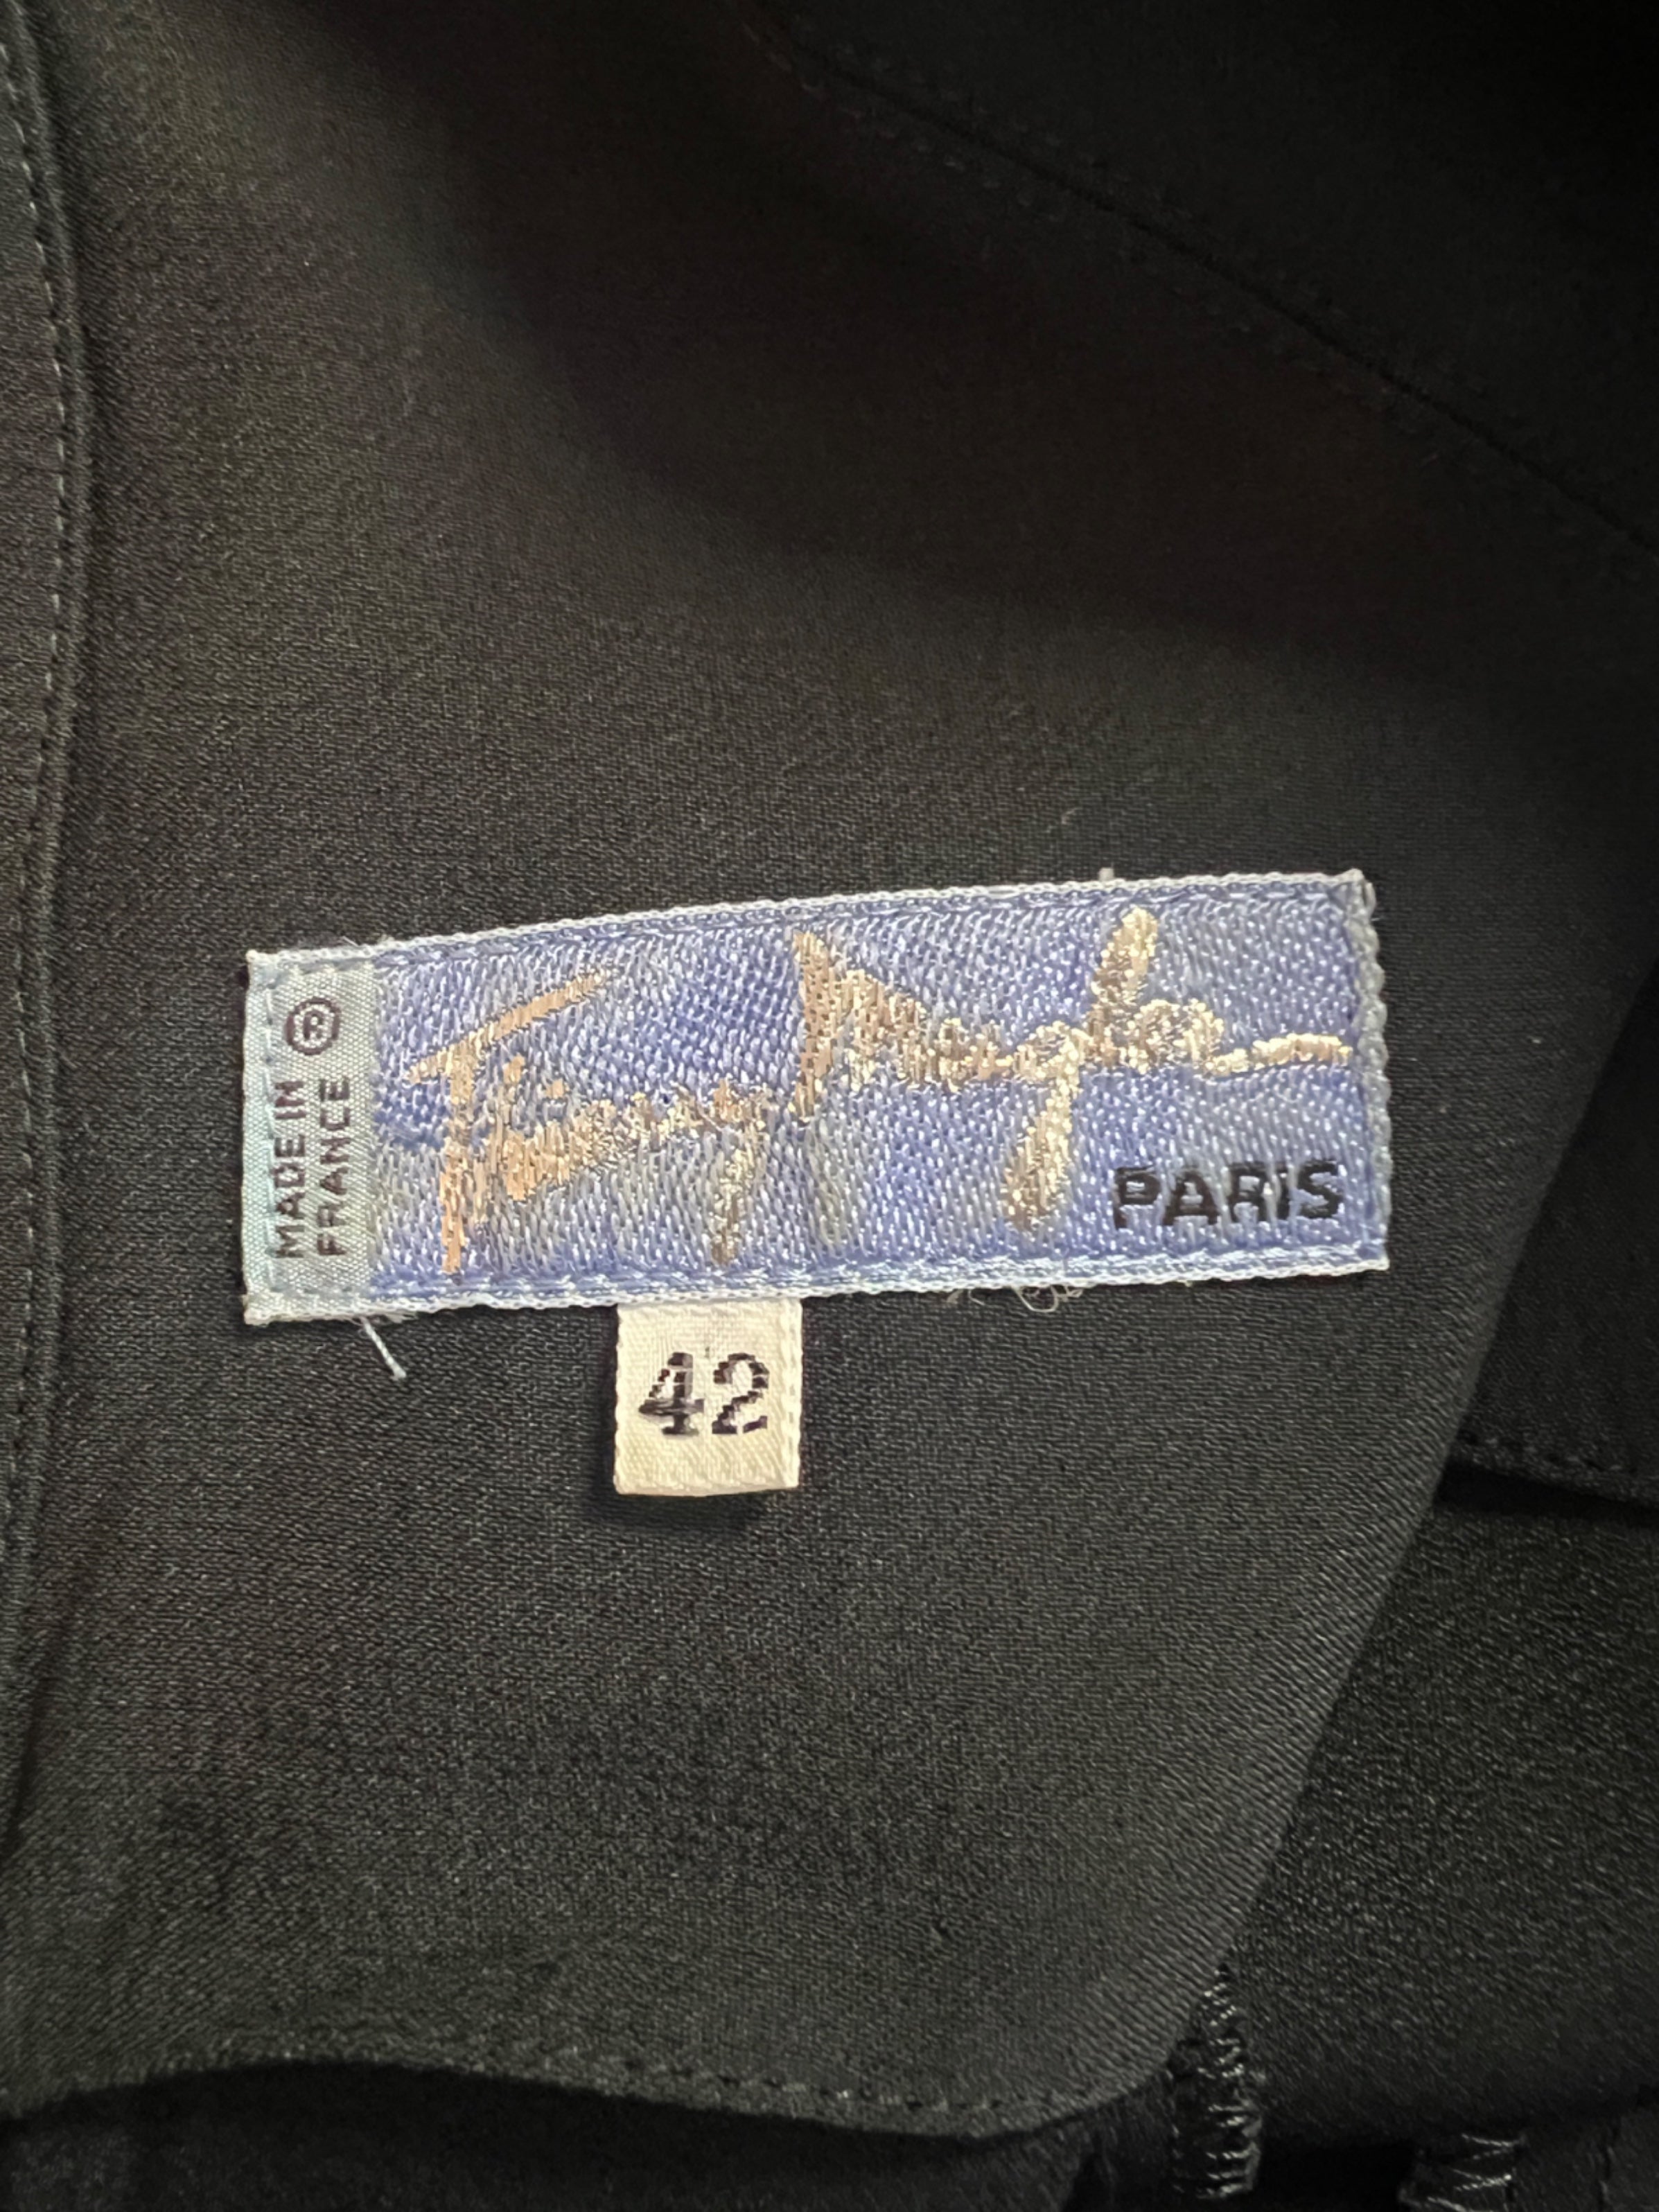 MADE IN
FRANCE ®
Thierry Mugler
PARIS
42